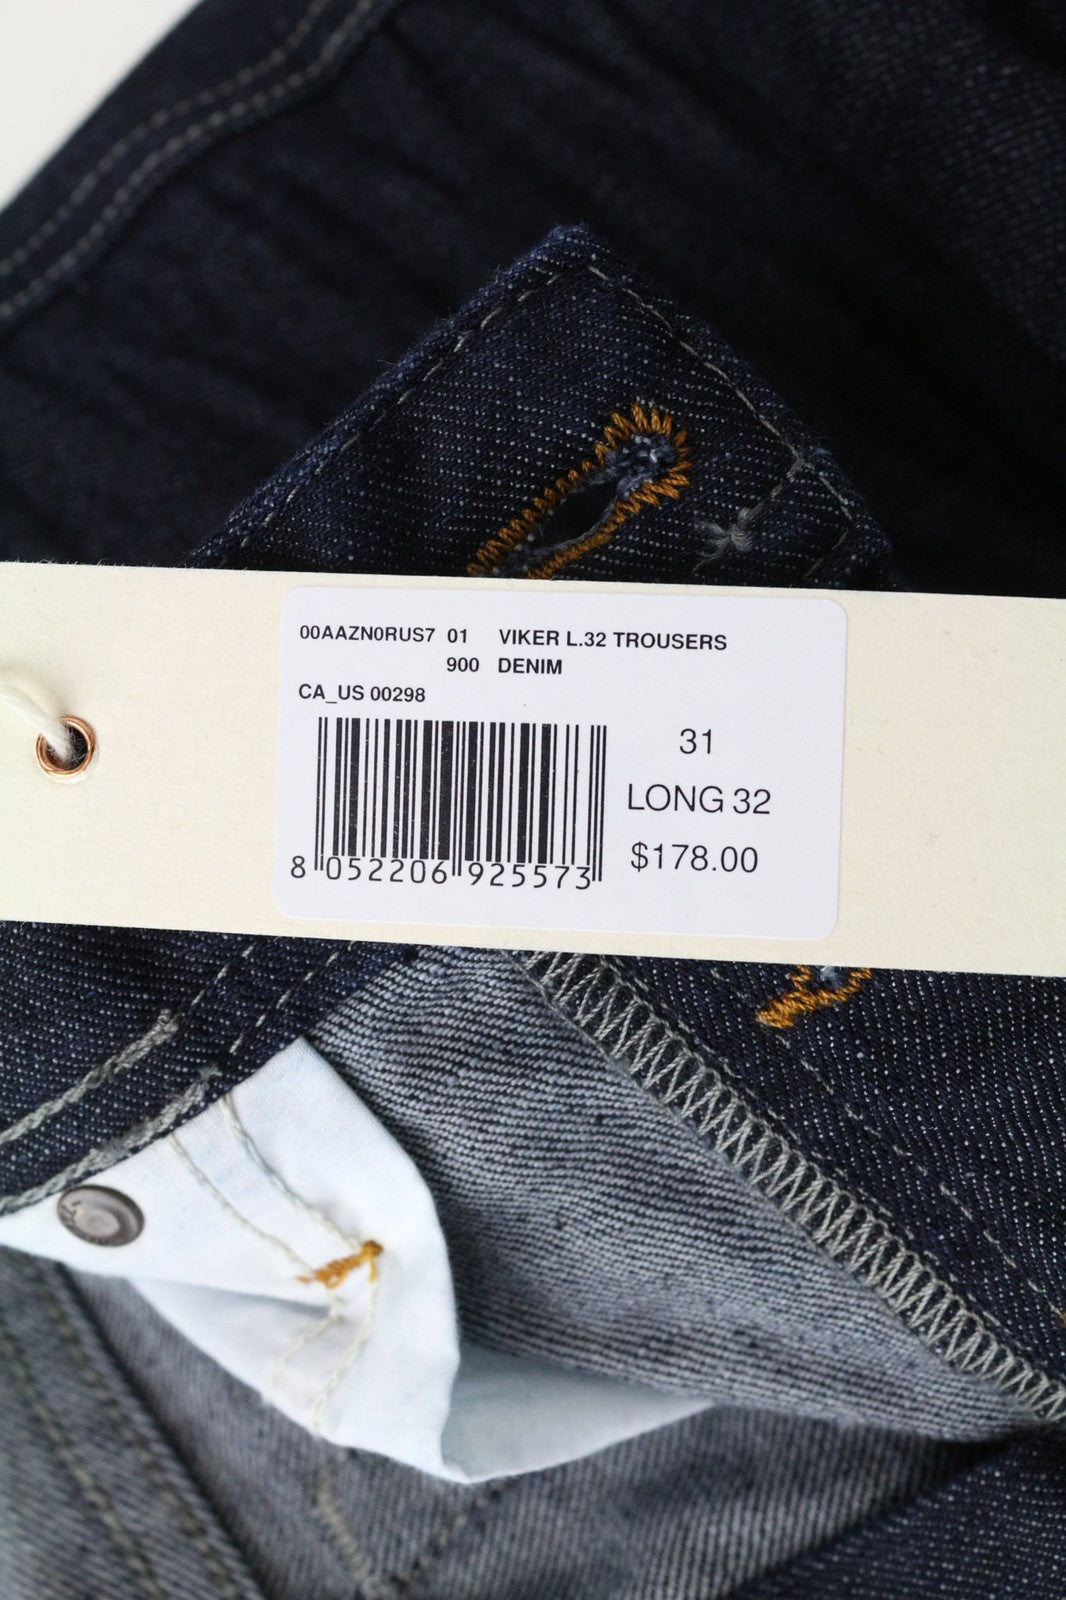 00AAZN0RUS7 01 VIKER L.32 TROUSERS
900 DENIM
CA_US 00298
31
LONG 32
$178.00
8 052206 925573